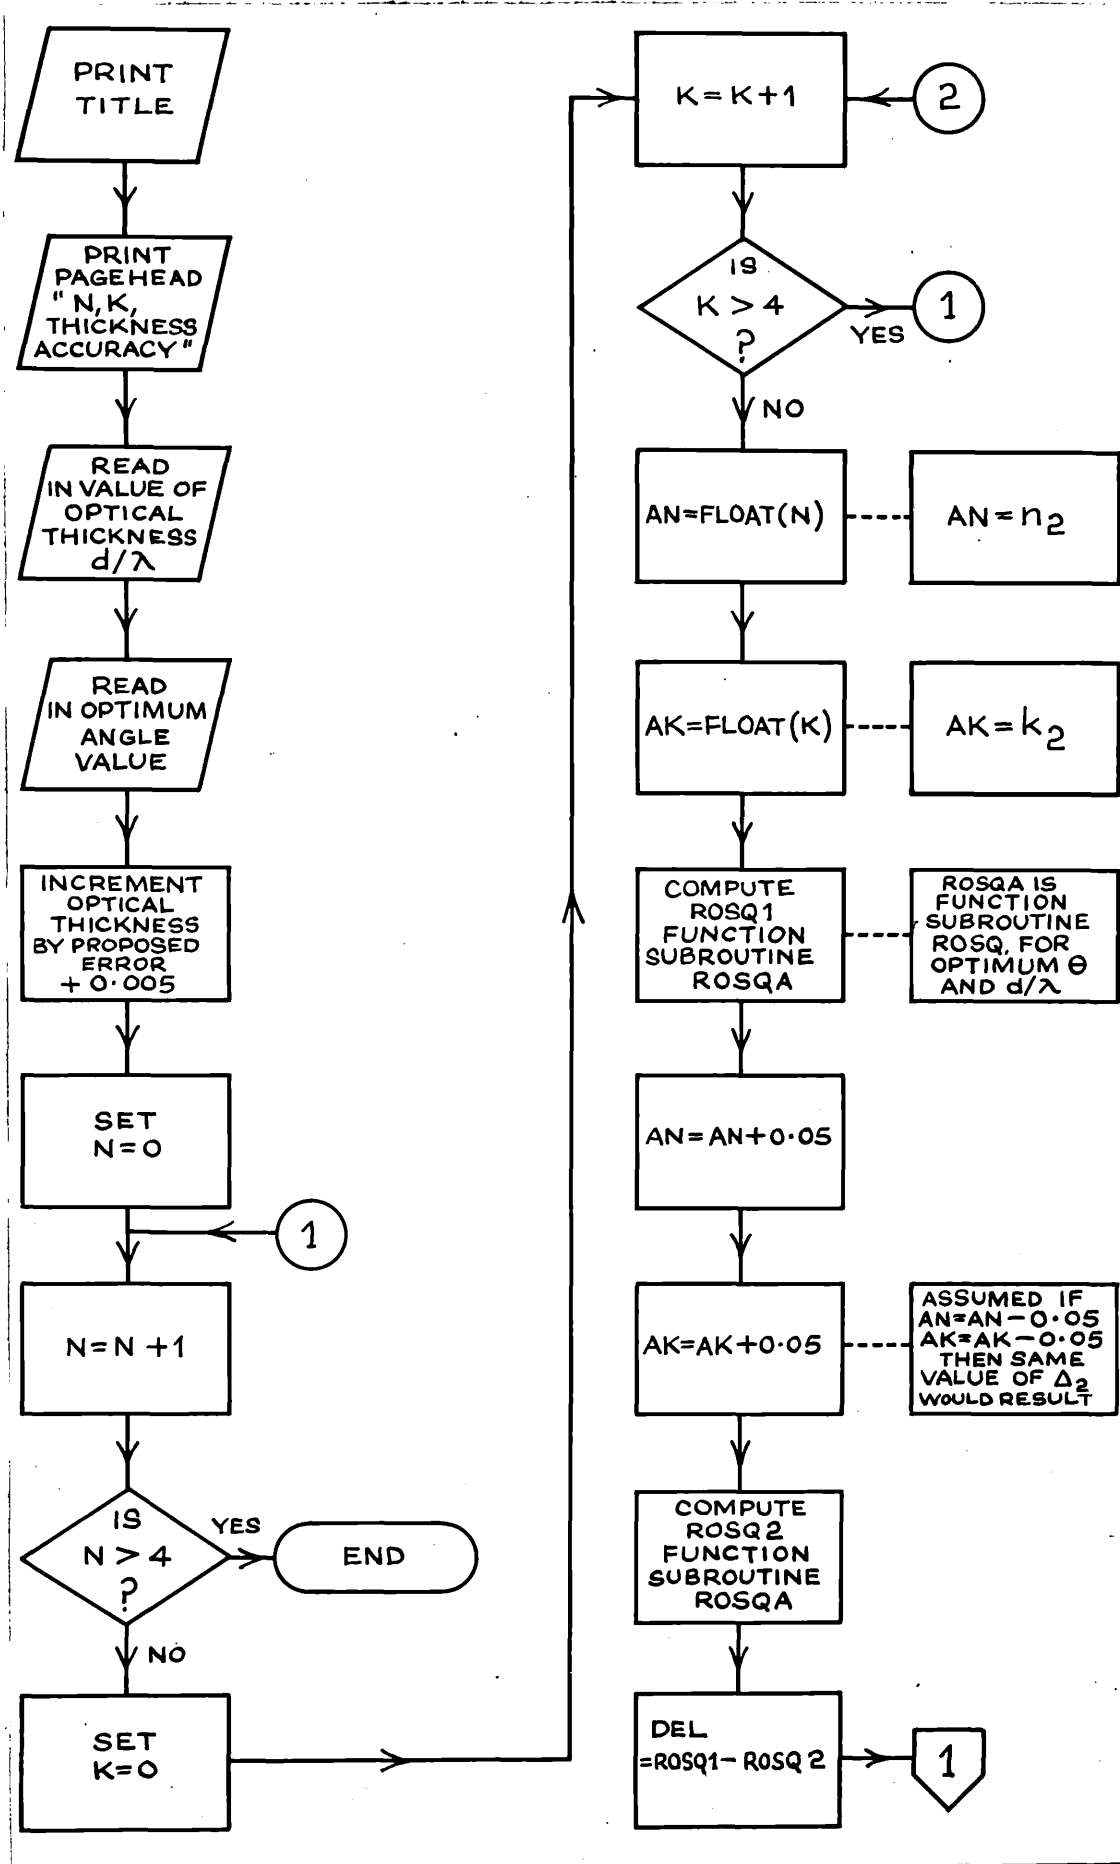 PRINT
TITLE
PRINT
PAGEHEAD
"N,K,
THICKNESS
ACCURACY"
READ
IN VALUE OF
OPTICAL
THICKNESS
d/λ
READ
IN OPTIMUM
ANGLE
VALUE
INCREMENT
OPTICAL
THICKNESS
BY PROPOSED
ERROR
+ 0·005
SET
N=0
1
N=N+1
IS
N > 4
?
YES
END
NO
SET
K=0
K=K+1
2
IS
K > 4
?
YES
1
NO
AN=FLOAT(N)
AN=n₂
AK=FLOAT(K)
AK=k₂
COMPUTE
ROSQ1
FUNCTION
SUBROUTINE
ROSQA
ROSQA IS
FUNCTION
SUBROUTINE
ROSQ, FOR
OPTIMUM Θ
AND d/λ
AN=AN+0·05
AK=AK+0·05
ASSUMED IF
AN=AN-0·05
AK=AK-0·05
THEN SAME
VALUE OF Δ₂
WOULD RESULT
COMPUTE
ROSQ2
FUNCTION
SUBROUTINE
ROSQA
DEL
=ROSQ1-ROSQ2
1